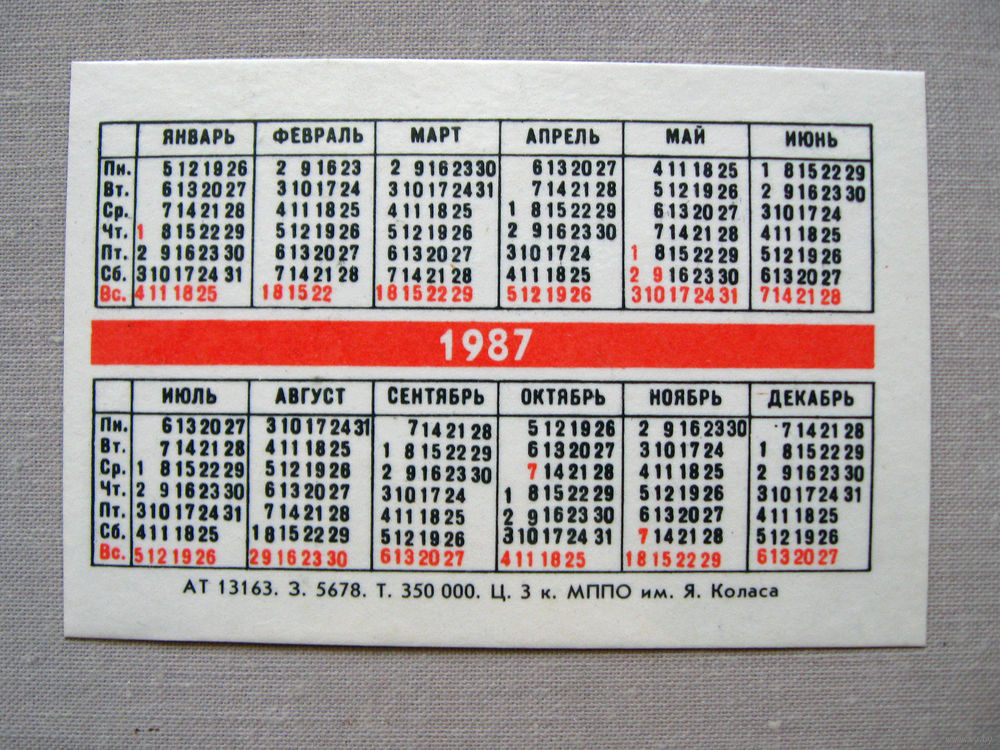 ЯНВАРЬ ФЕВРАЛЬ МАРТ АПРЕЛЬ МАЙ ИЮНЬ
Пн. 5 12 19 26 2 9 16 23 2 9 16 23 30 6 13 20 27 4 11 18 25 1 8 15 22 29
Вт. 6 13 20 27 3 10 17 24 3 10 17 24 31 7 14 21 28 5 12 19 26 2 9 16 23 30
Ср. 7 14 21 28 4 11 18 25 4 11 18 25 1 8 15 22 29 6 13 20 27 3 10 17 24
Чт. 1 8 15 22 29 5 12 19 26 5 12 19 26 2 9 16 23 30 7 14 21 28 4 11 18 25
Пт. 2 9 16 23 30 6 13 20 27 6 13 20 27 3 10 17 24 1 8 15 22 29 5 12 19 26
Сб. 3 10 17 24 31 7 14 21 28 7 14 21 28 4 11 18 25 2 9 16 23 30 6 13 20 27
Вс. 4 11 18 25 1 8 15 22 1 8 15 22 29 5 12 19 26 3 10 17 24 31 7 14 21 28
1987
ИЮЛЬ АВГУСТ СЕНТЯБРЬ ОКТЯБРЬ НОЯБРЬ ДЕКАБРЬ
Пн. 6 13 20 27 3 10 17 24 31 7 14 21 28 5 12 19 26 2 9 16 23 30 7 14 21 28
Вт. 7 14 21 28 4 11 18 25 1 8 15 22 29 6 13 20 27 3 10 17 24 1 8 15 22 29
Ср. 1 8 15 22 29 5 12 19 26 2 9 16 23 30 7 14 21 28 4 11 18 25 2 9 16 23 30
Чт. 2 9 16 23 30 6 13 20 27 3 10 17 24 1 8 15 22 29 5 12 19 26 3 10 17 24 31
Пт. 3 10 17 24 31 7 14 21 28 4 11 18 25 2 9 16 23 30 6 13 20 27 4 11 18 25
Сб. 4 11 18 25 1 8 15 22 29 5 12 19 26 3 10 17 24 31 7 14 21 28 5 12 19 26
Вс. 5 12 19 26 2 9 16 23 30 6 13 20 27 4 11 18 25 1 8 15 22 29 6 13 20 27
АТ 13163. З. 5678. Т. 350 000. Ц. 3 к. МППО им. Я. Коласа